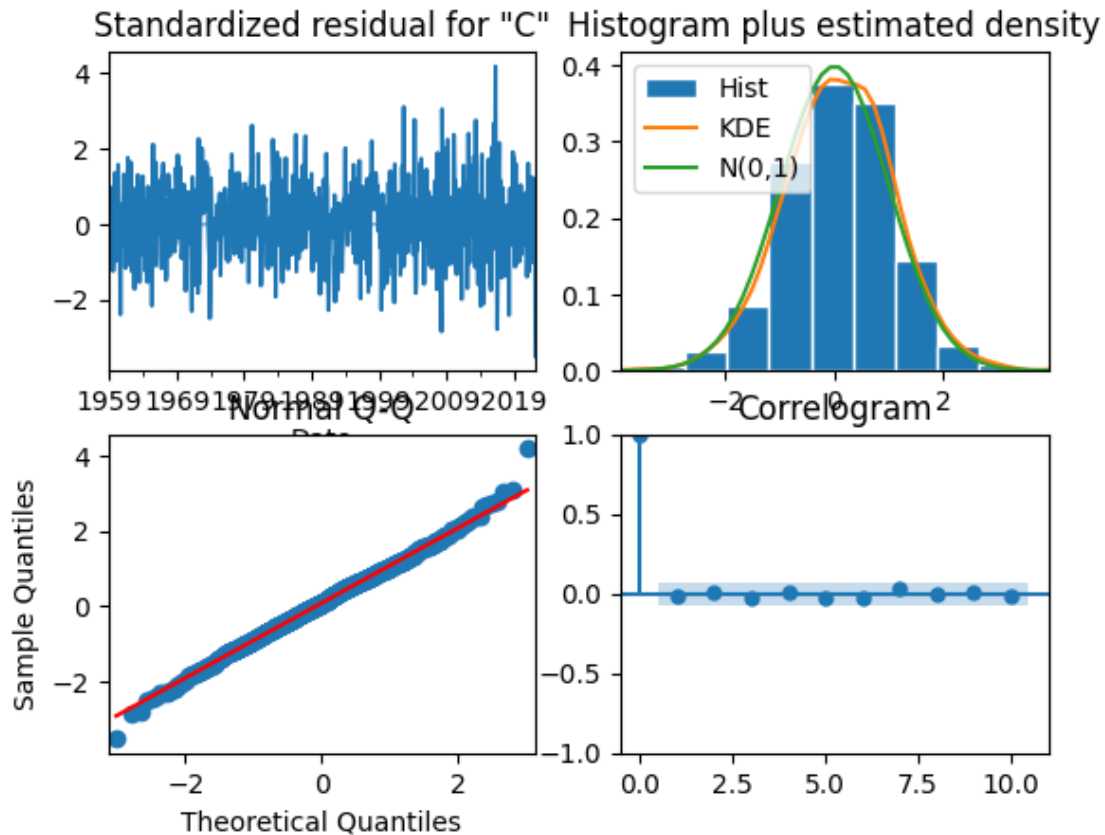 Standardized residual for "C"
4
2
0
−2
1959 1969 1979 1989 1999 2009 2019
Date
Histogram plus estimated density
0.4
0.3
0.2
0.1
0.0
Hist
KDE
N(0,1)
−2 0 2
Normal Q-Q
Sample Quantiles
4
2
0
−2
−2 0 2
Theoretical Quantiles
Correlogram
1.0
0.5
0.0
−0.5
−1.0
0.0 2.5 5.0 7.5 10.0